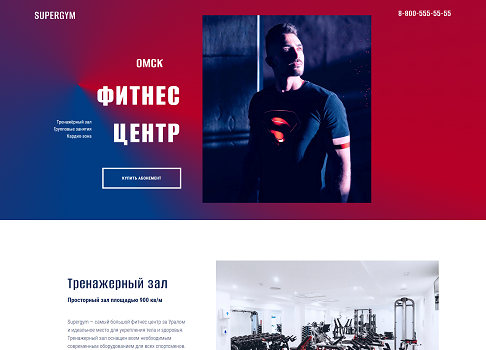 SUPERGYM
8-800-555-55-55
ОМСК
ФИТНЕС
ЦЕНТР
Тренажёрный зал
Групповые занятия
Кардио зона
КУПИТЬ АБОНЕМЕНТ
Тренажерный зал
Просторный зал площадью 900 кв/м
Supergym — самый большой фитнес центр за Уралом
и идеальное место для укрепления тела и здоровья.
Тренажерный зал оснащен всем необходимым
современным оборудованием для всех спортсменов.